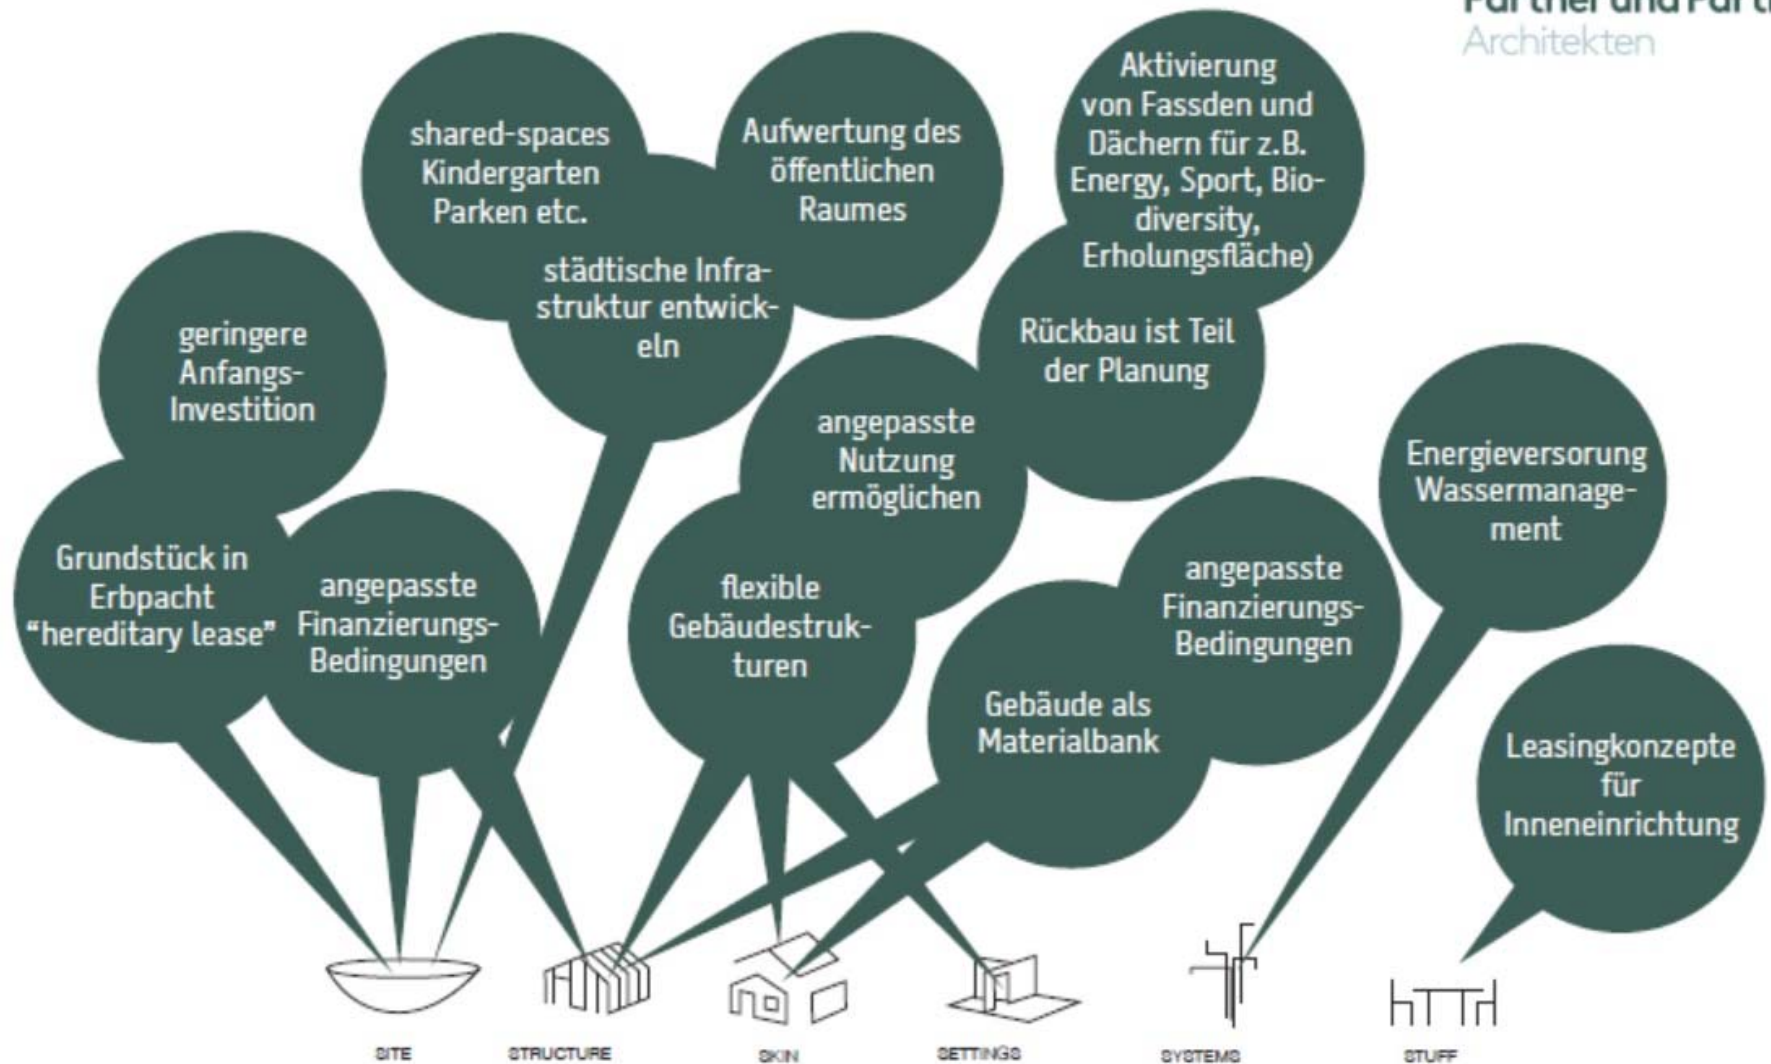 Architekten
shared-spaces
Kindergarten
Parken etc.
Aufwertung des
öffentlichen
Raumes
Aktivierung
von Fassden und
Dächern für z.B.
Energy, Sport, Bio-
diversity,
Erholungsfläche)
städtische Infra-
struktur entwick-
eln
geringere
Anfangs-
Investition
Rückbau ist Teil
der Planung
angepasste
Nutzung
ermöglichen
Energieversorung
Wassermanage-
ment
Grundstück in
Erbpacht
“hereditary lease”
angepasste
Finanzierungs-
Bedingungen
flexible
Gebäudestruk-
turen
angepasste
Finanzierungs-
Bedingungen
Gebäude als
Materialbank
Leasingkonzepte
für
Inneneinrichtung
SITE
STRUCTURE
SKIN
SETTINGS
SYSTEMS
STUFF